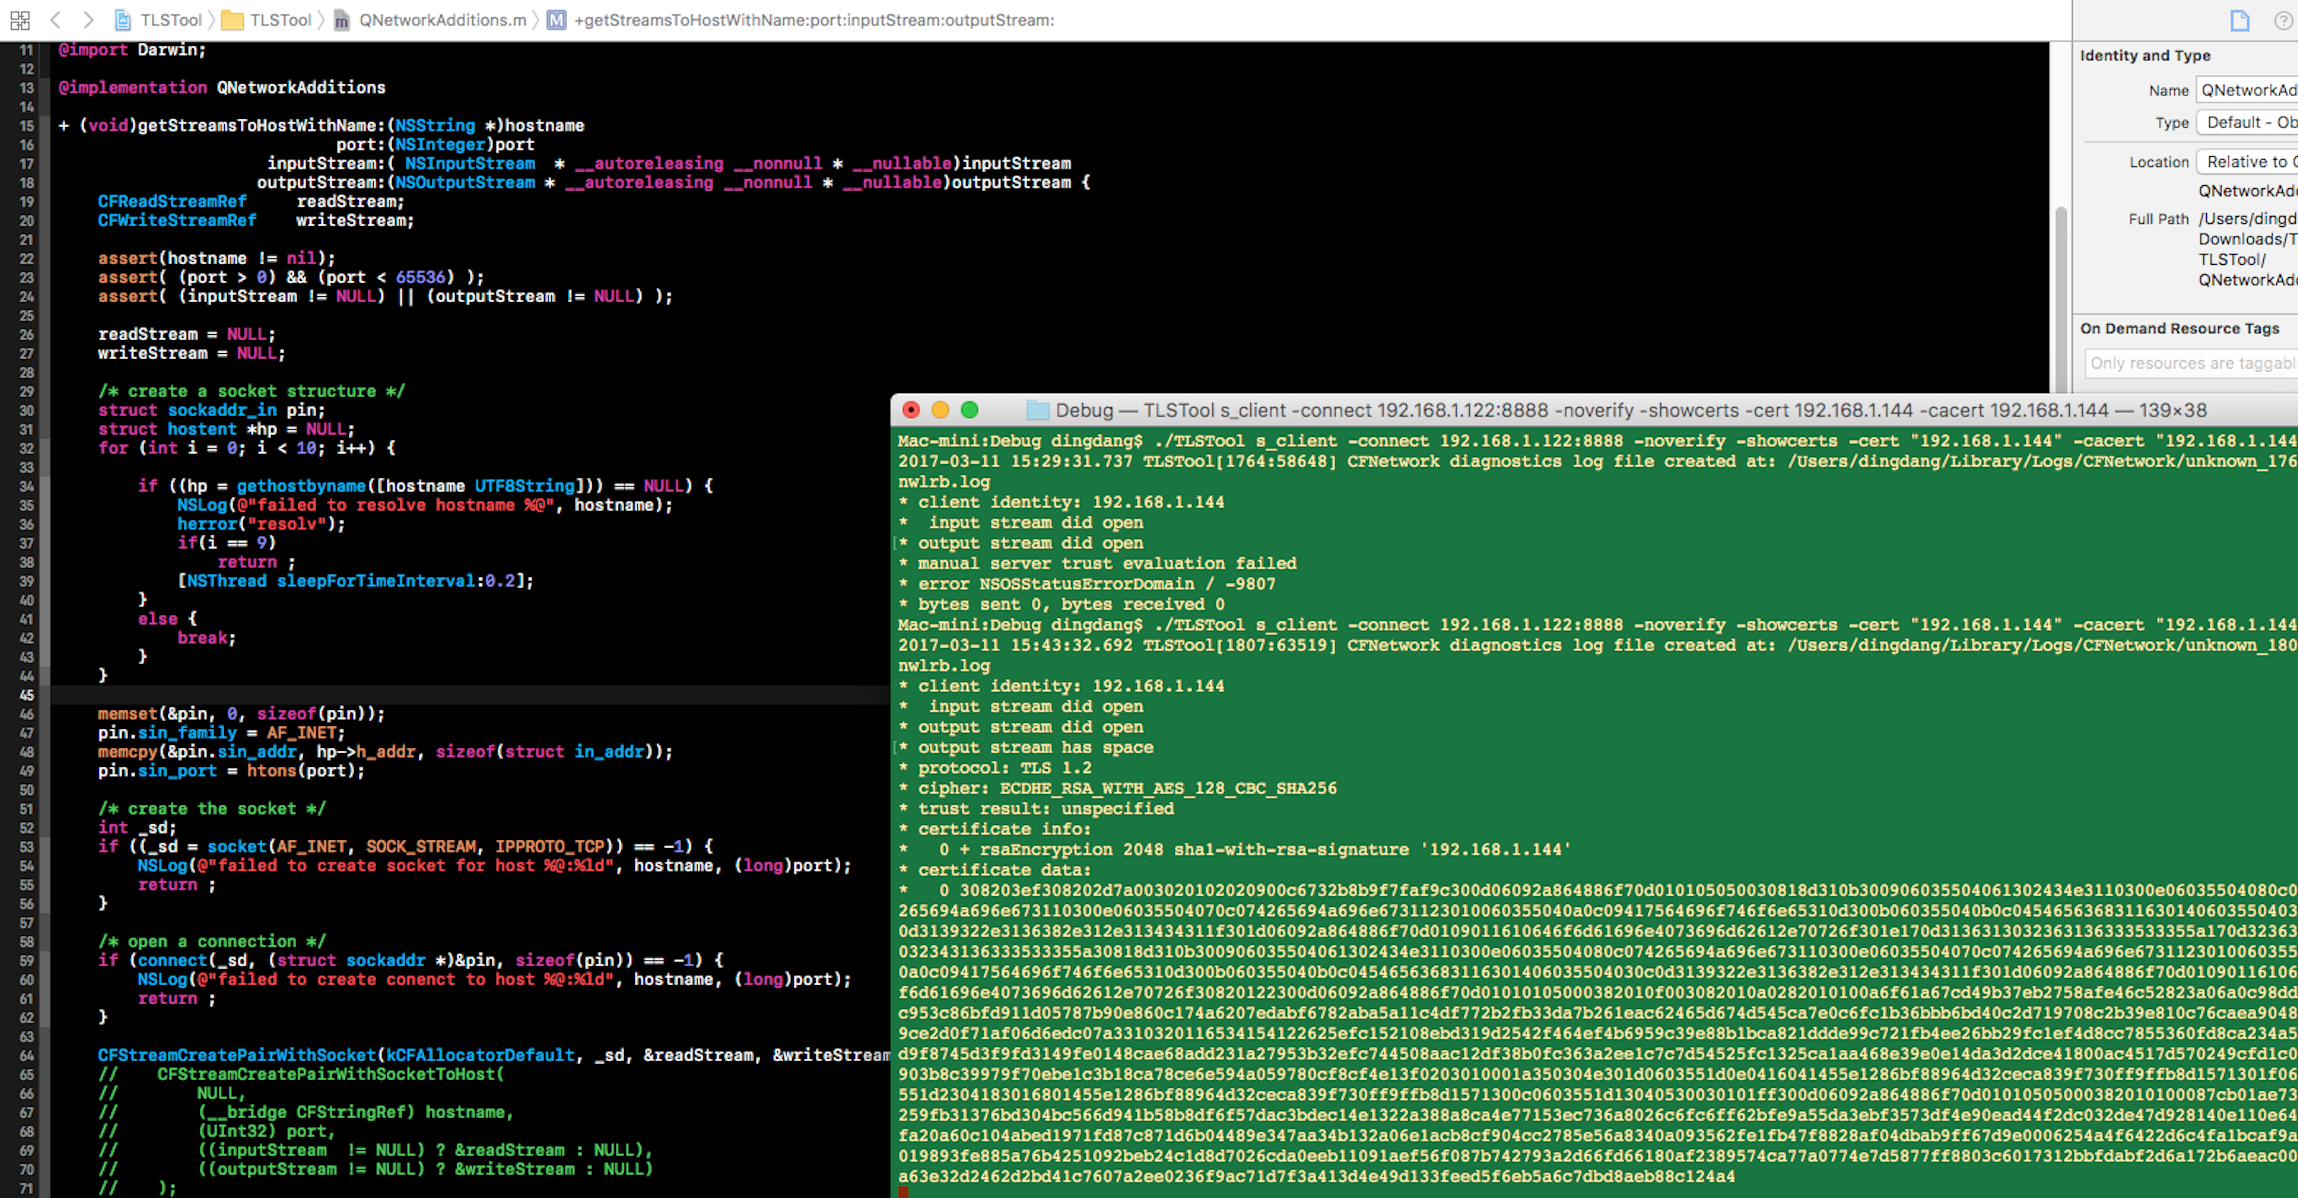 TLSTool TLSTool QNetworkAdditions.m M +getStreamsToHostWithName:port:inputStream:outputStream:
11 @import Darwin;
12
13 @implementation QNetworkAdditions
14
15 + (void)getStreamsToHostWithName:(NSString *)hostname
16 port:(NSInteger)port
17 inputStream:( NSInputStream * __autoreleasing __nonnull * __nullable)inputStream
18 outputStream:(NSOutputStream * __autoreleasing __nonnull * __nullable)outputStream {
19 CFReadStreamRef readStream;
20 CFWriteStreamRef writeStream;
21
22 assert(hostname != nil);
23 assert( (port > 0) && (port < 65536) );
24 assert( (inputStream != NULL) || (outputStream != NULL) );
25
26 readStream = NULL;
27 writeStream = NULL;
28
29 /* create a socket structure */
30 struct sockaddr_in pin;
31 struct hostent *hp = NULL;
32 for (int i = 0; i < 10; i++) {
33
34 if ((hp = gethostbyname([hostname UTF8String])) == NULL) {
35 NSLog(@"failed to resolve hostname %@", hostname);
36 herror("resolv");
37 if(i == 9)
38 return ;
39 [NSThread sleepForTimeInterval:0.2];
40 }
41 else {
42 break;
43 }
44 }
45
46 memset(&pin, 0, sizeof(pin));
47 pin.sin_family = AF_INET;
48 memcpy(&pin.sin_addr, hp->h_addr, sizeof(struct in_addr));
49 pin.sin_port = htons(port);
50
51 /* create the socket */
52 int _sd;
53 if ((_sd = socket(AF_INET, SOCK_STREAM, IPPROTO_TCP)) == -1) {
54 NSLog(@"failed to create socket for host %@:%ld", hostname, (long)port);
55 return ;
56 }
57
58 /* open a connection */
59 if (connect(_sd, (struct sockaddr *)&pin, sizeof(pin)) == -1) {
60 NSLog(@"failed to create conenct to host %@:%ld", hostname, (long)port);
61 return ;
62 }
63
64 CFStreamCreatePairWithSocket(kCFAllocatorDefault, _sd, &readStream, &writeStream
65 // CFStreamCreatePairWithSocketToHost(
66 // NULL,
67 // (__bridge CFStringRef) hostname,
68 // (UInt32) port,
69 // ((inputStream != NULL) ? &readStream : NULL),
70 // ((outputStream != NULL) ? &writeStream : NULL)
71 // );
Identity and Type
Name QNetworkAd
Type Default - Ob
Location Relative to
QNetworkAd
Full Path /Users/dingd
Downloads/T
TLSTool/
QNetworkAd
On Demand Resource Tags
Only resources are taggabl
Debug — TLSTool s_client -connect 192.168.1.122:8888 -noverify -showcerts -cert 192.168.1.144 -cacert 192.168.1.144 — 139×38
Mac-mini:Debug dingdang$ ./TLSTool s_client -connect 192.168.1.122:8888 -noverify -showcerts -cert "192.168.1.144" -cacert "192.168.1.144
2017-03-11 15:29:31.737 TLSTool[1764:58648] CFNetwork diagnostics log file created at: /Users/dingdang/Library/Logs/CFNetwork/unknown_176
nwlrb.log
* client identity: 192.168.1.144
* input stream did open
[* output stream did open
* manual server trust evaluation failed
* error NSOSStatusErrorDomain / -9807
* bytes sent 0, bytes received 0
Mac-mini:Debug dingdang$ ./TLSTool s_client -connect 192.168.1.122:8888 -noverify -showcerts -cert "192.168.1.144" -cacert "192.168.1.144
2017-03-11 15:43:32.692 TLSTool[1807:63519] CFNetwork diagnostics log file created at: /Users/dingdang/Library/Logs/CFNetwork/unknown_180
nwlrb.log
* client identity: 192.168.1.144
* input stream did open
* output stream did open
[* output stream has space
* protocol: TLS 1.2
* cipher: ECDHE_RSA_WITH_AES_128_CBC_SHA256
* trust result: unspecified
* certificate info:
* 0 + rsaEncryption 2048 sha1-with-rsa-signature '192.168.1.144'
* certificate data: